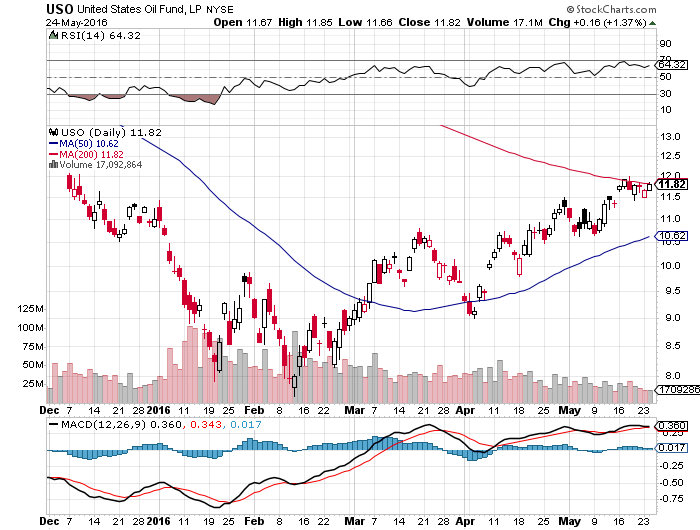 USO United States Oil Fund, LP NYSE © StockCharts.com
24-May-2016 Open 11.67 High 11.85 Low 11.66 Close 11.82 Volume 17.1M Chg +0.16 (+1.37%)
RSI(14) 64.32
90
70
64.32
50
30
10
USO (Daily) 11.82
MA(50) 10.62
MA(200) 11.82
Volume 17,092,864
13.0
12.5
12.0
11.82
11.5
11.0
10.62
10.5
10.0
9.5
9.0
8.5
8.0
125M
100M
75M
50M
25M
1709286
Dec 7 14 21 28 2016 11 19 25 Feb 8 16 22 Mar 7 14 21 28 Apr 11 18 25 May 9 16 23
MACD(12,26,9) 0.360, 0.343, 0.017
0.360
0.25
0.017
-0.25
-0.50
-0.75
Dec 7 14 21 28 2016 11 19 25 Feb 8 16 22 Mar 7 14 21 28 Apr 11 18 25 May 9 16 23